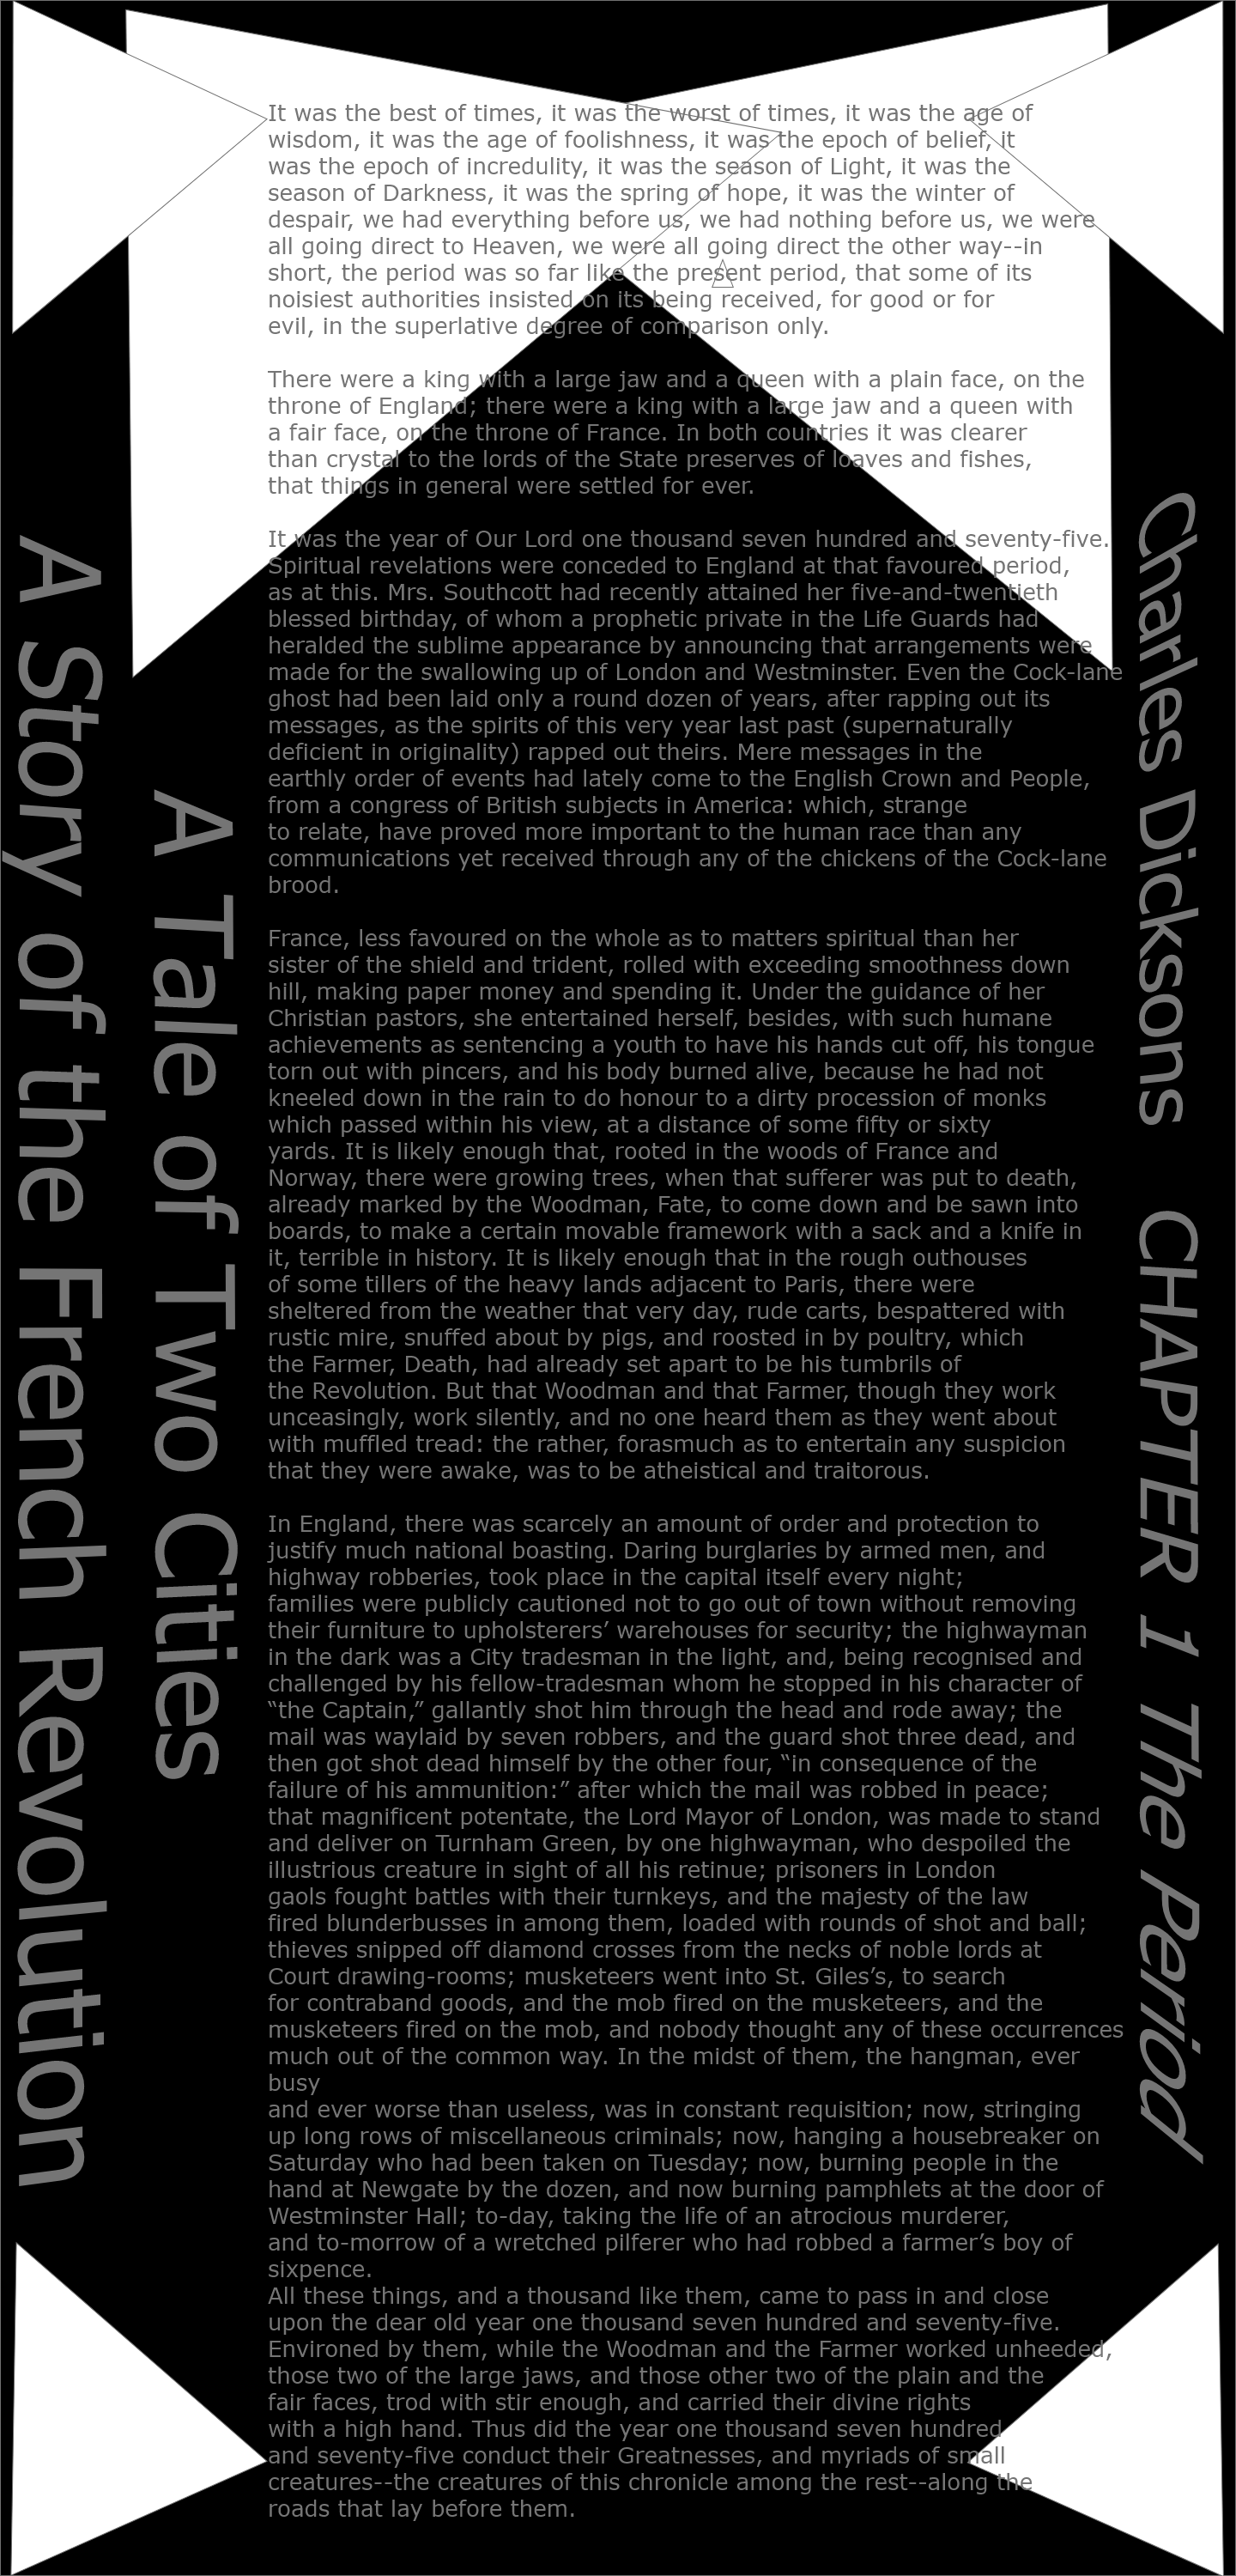 A Story of the French Revolution
A Tale of Two Cities
It was the best of times, it was the worst of times, it was the age of
wisdom, it was the age of foolishness, it was the epoch of belief, it
was the epoch of incredulity, it was the season of Light, it was the
season of Darkness, it was the spring of hope, it was the winter of
despair, we had everything before us, we had nothing before us, we were
all going direct to Heaven, we were all going direct the other way--in
short, the period was so far like the present period, that some of its
noisiest authorities insisted on its being received, for good or for
evil, in the superlative degree of comparison only.

There were a king with a large jaw and a queen with a plain face, on the
throne of England; there were a king with a large jaw and a queen with
a fair face, on the throne of France. In both countries it was clearer
than crystal to the lords of the State preserves of loaves and fishes,
that things in general were settled for ever.

It was the year of Our Lord one thousand seven hundred and seventy-five.
Spiritual revelations were conceded to England at that favoured period,
as at this. Mrs. Southcott had recently attained her five-and-twentieth
blessed birthday, of whom a prophetic private in the Life Guards had
heralded the sublime appearance by announcing that arrangements were
made for the swallowing up of London and Westminster. Even the Cock-lane
ghost had been laid only a round dozen of years, after rapping out its
messages, as the spirits of this very year last past (supernaturally
deficient in originality) rapped out theirs. Mere messages in the
earthly order of events had lately come to the English Crown and People,
from a congress of British subjects in America: which, strange
to relate, have proved more important to the human race than any
communications yet received through any of the chickens of the Cock-lane
brood.

France, less favoured on the whole as to matters spiritual than her
sister of the shield and trident, rolled with exceeding smoothness down
hill, making paper money and spending it. Under the guidance of her
Christian pastors, she entertained herself, besides, with such humane
achievements as sentencing a youth to have his hands cut off, his tongue
torn out with pincers, and his body burned alive, because he had not
kneeled down in the rain to do honour to a dirty procession of monks
which passed within his view, at a distance of some fifty or sixty
yards. It is likely enough that, rooted in the woods of France and
Norway, there were growing trees, when that sufferer was put to death,
already marked by the Woodman, Fate, to come down and be sawn into
boards, to make a certain movable framework with a sack and a knife in
it, terrible in history. It is likely enough that in the rough outhouses
of some tillers of the heavy lands adjacent to Paris, there were
sheltered from the weather that very day, rude carts, bespattered with
rustic mire, snuffed about by pigs, and roosted in by poultry, which
the Farmer, Death, had already set apart to be his tumbrils of
the Revolution. But that Woodman and that Farmer, though they work
unceasingly, work silently, and no one heard them as they went about
with muffled tread: the rather, forasmuch as to entertain any suspicion
that they were awake, was to be atheistical and traitorous.

In England, there was scarcely an amount of order and protection to
justify much national boasting. Daring burglaries by armed men, and
highway robberies, took place in the capital itself every night;
families were publicly cautioned not to go out of town without removing
their furniture to upholsterers’ warehouses for security; the highwayman
in the dark was a City tradesman in the light, and, being recognised and
challenged by his fellow-tradesman whom he stopped in his character of
“the Captain,” gallantly shot him through the head and rode away; the
mail was waylaid by seven robbers, and the guard shot three dead, and
then got shot dead himself by the other four, “in consequence of the
failure of his ammunition:” after which the mail was robbed in peace;
that magnificent potentate, the Lord Mayor of London, was made to stand
and deliver on Turnham Green, by one highwayman, who despoiled the
illustrious creature in sight of all his retinue; prisoners in London
gaols fought battles with their turnkeys, and the majesty of the law
fired blunderbusses in among them, loaded with rounds of shot and ball;
thieves snipped off diamond crosses from the necks of noble lords at
Court drawing-rooms; musketeers went into St. Giles’s, to search
for contraband goods, and the mob fired on the musketeers, and the
musketeers fired on the mob, and nobody thought any of these occurrences
much out of the common way. In the midst of them, the hangman, ever
busy
and ever worse than useless, was in constant requisition; now, stringing
up long rows of miscellaneous criminals; now, hanging a housebreaker on
Saturday who had been taken on Tuesday; now, burning people in the
hand at Newgate by the dozen, and now burning pamphlets at the door of
Westminster Hall; to-day, taking the life of an atrocious murderer,
and to-morrow of a wretched pilferer who had robbed a farmer’s boy of
sixpence.
All these things, and a thousand like them, came to pass in and close
upon the dear old year one thousand seven hundred and seventy-five.
Environed by them, while the Woodman and the Farmer worked unheeded,
those two of the large jaws, and those other two of the plain and the
fair faces, trod with stir enough, and carried their divine rights
with a high hand. Thus did the year one thousand seven hundred
and seventy-five conduct their Greatnesses, and myriads of small
creatures--the creatures of this chronicle among the rest--along the
roads that lay before them.
Charles Dicksons
CHAPTER 1 The Period